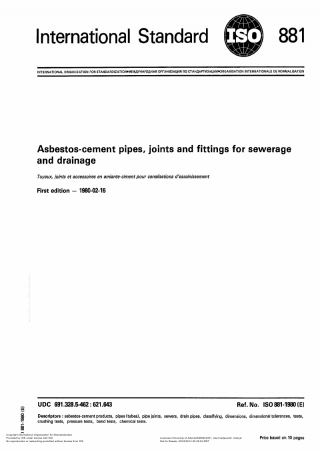 International Standard ISO 881
INTERNATIONAL ORGANIZATION FOR STANDARDIZATION•МЕЖДУНАРОДНАЯ ОРГАНИЗАЦИЯ ПО СТАНДАРТИЗАЦИИ•ORGANISATION INTERNATIONALE DE NORMALISATION
Asbestos-cement pipes, joints and fittings for sewerage
and drainage
Tuyaux, joints et accessoires en amiante-ciment pour canalisations d'assainissement
First edition — 1980-02-15
UDC 691.328.5-462 : 621.643
Ref. No. ISO 881-1980 (E)
Descriptors : asbestos-cement products, pipes (tubes), pipe joints, sewers, drain pipes, classifying, dimensions, dimensional tolerances, tests,
crushing tests, pressure tests, bend tests, chemical tests.
881-1980 (E)
Price based on 10 pages